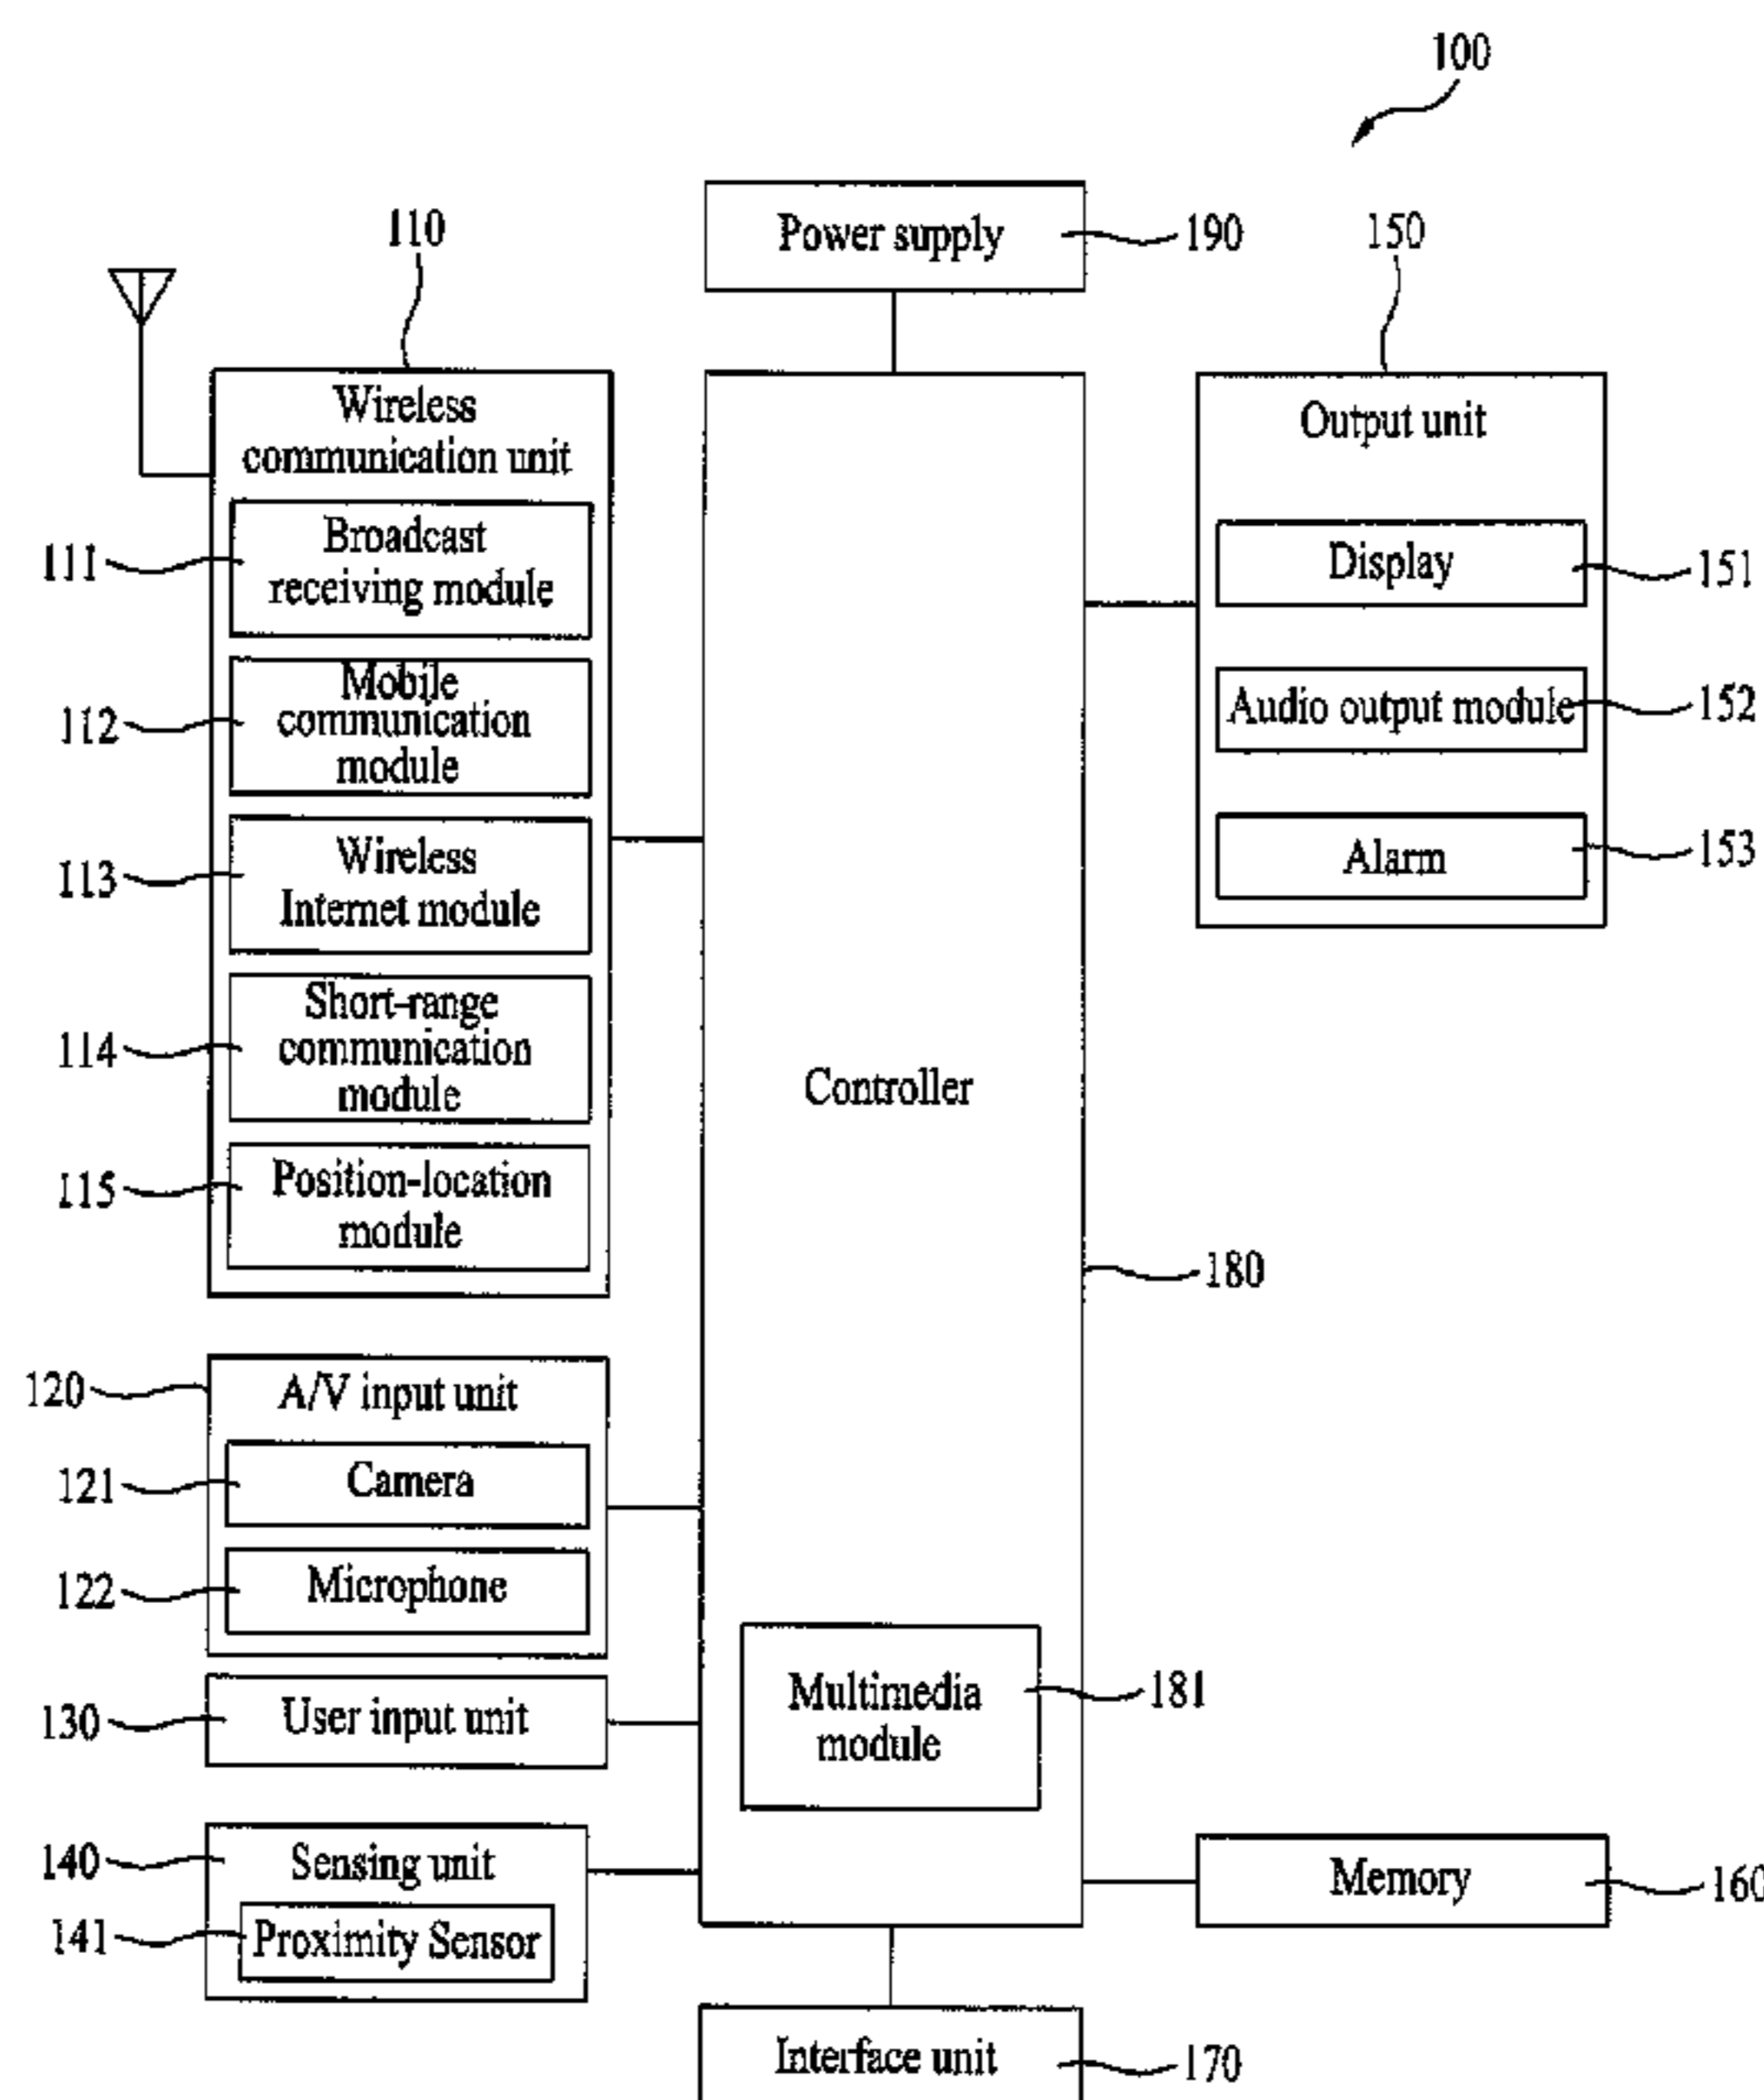 100
110
Power supply
190
150
Wireless
communication unit
Output unit
111
Broadcast
receiving module
Display
151
112
Mobile
communication
module
Audio output module
152
113
Wireless
Internet module
Alarm
153
114
Short-range
communication
module
Controller
115
Position-location
module
180
120
A/V input unit
121
Camera
122
Microphone
Multimedia
module
181
130
User input unit
140
Sensing unit
Memory
160
141
Proximity Sensor
Interface unit
170